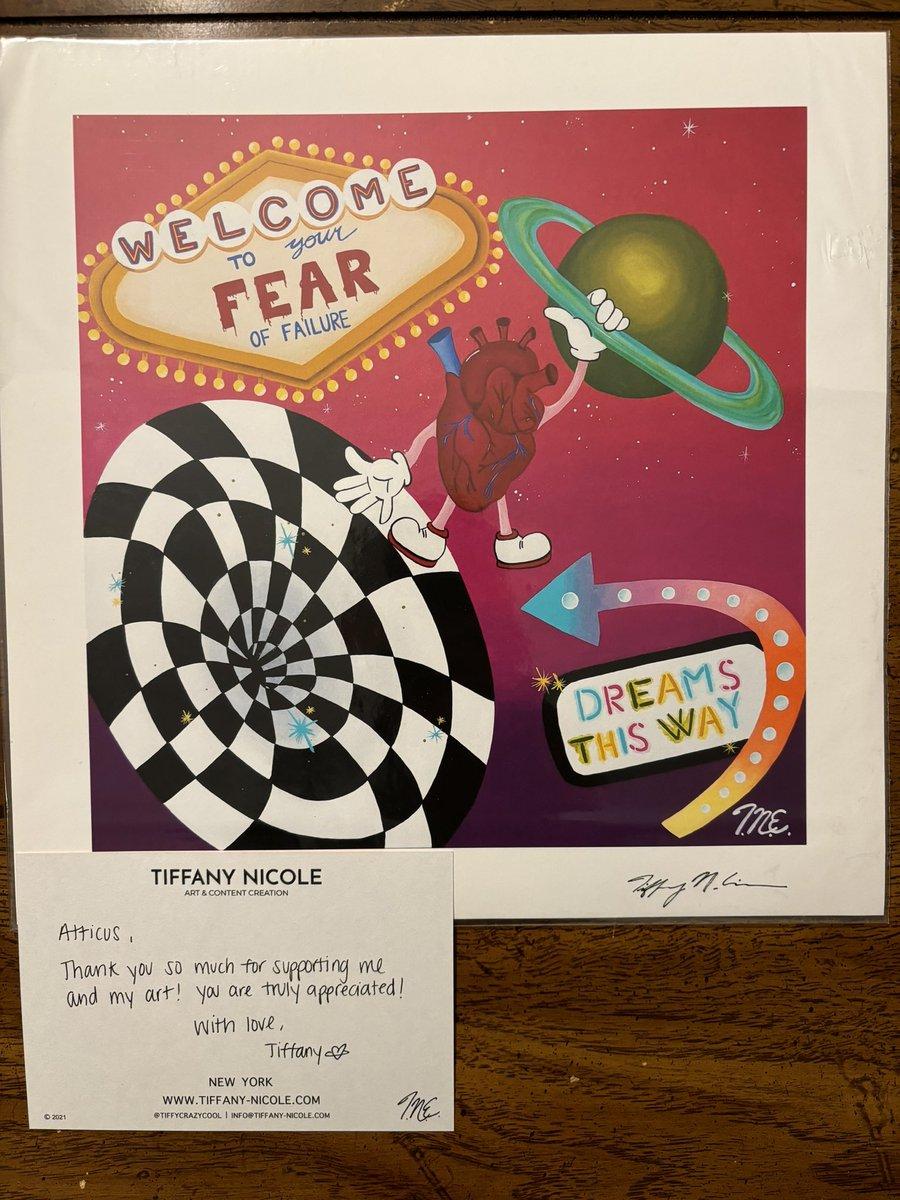 WELCOME
TO your
FEAR
OF FAILURE
DREAMS
THIS WAY
T.N.E.
TIFFANY NICOLE
ART & CONTENT CREATION
Atticus,
Thank you so much for supporting me
and my art! you are truly appreciated!
With love,
Tiffany
NEW YORK
WWW.TIFFANY-NICOLE.COM
© 2021
@TIFFYCRAZYCOOL | INFO@TIFFANY-NICOLE.COM
T.N.E.